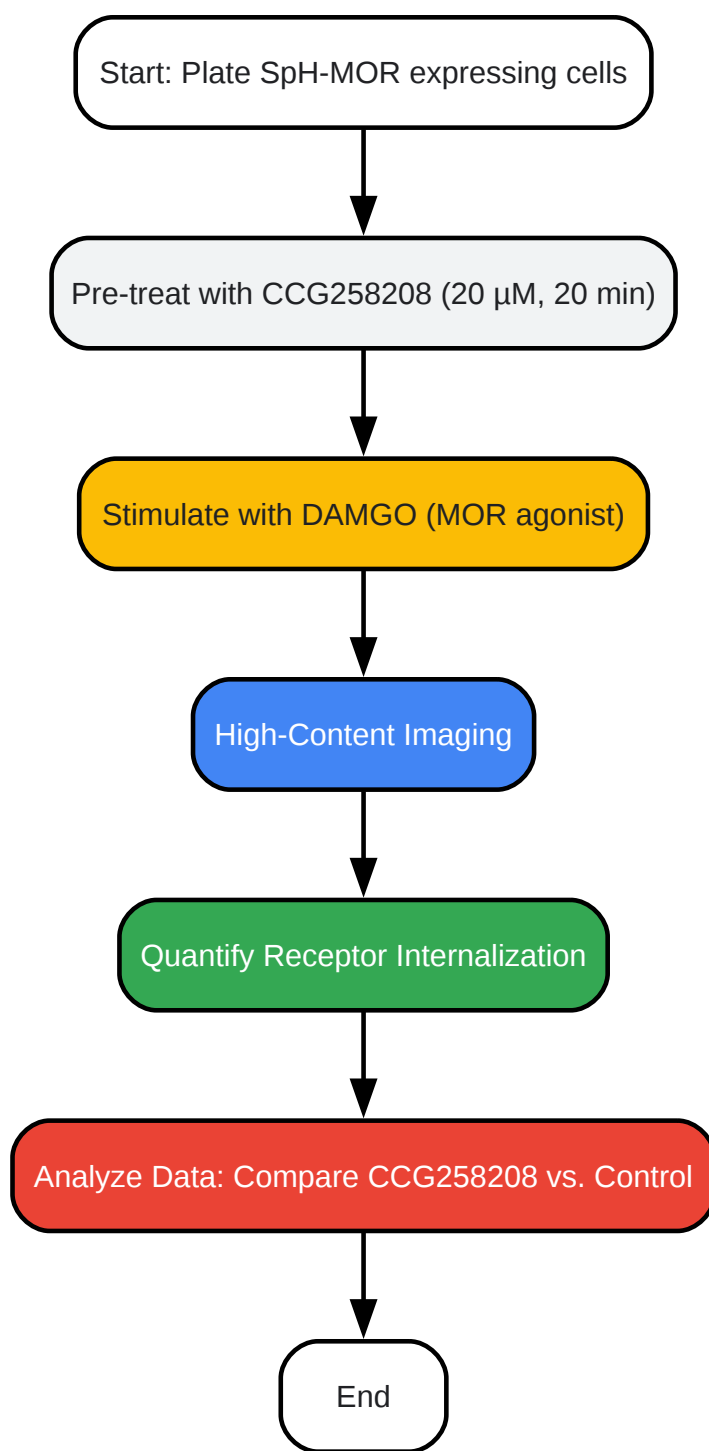 Start: Plate SpH-MOR expressing cells
Pre-treat with CCG258208 (20 µM, 20 min)
Stimulate with DAMGO (MOR agonist)
High-Content Imaging
Quantify Receptor Internalization
Analyze Data: Compare CCG258208 vs. Control
End